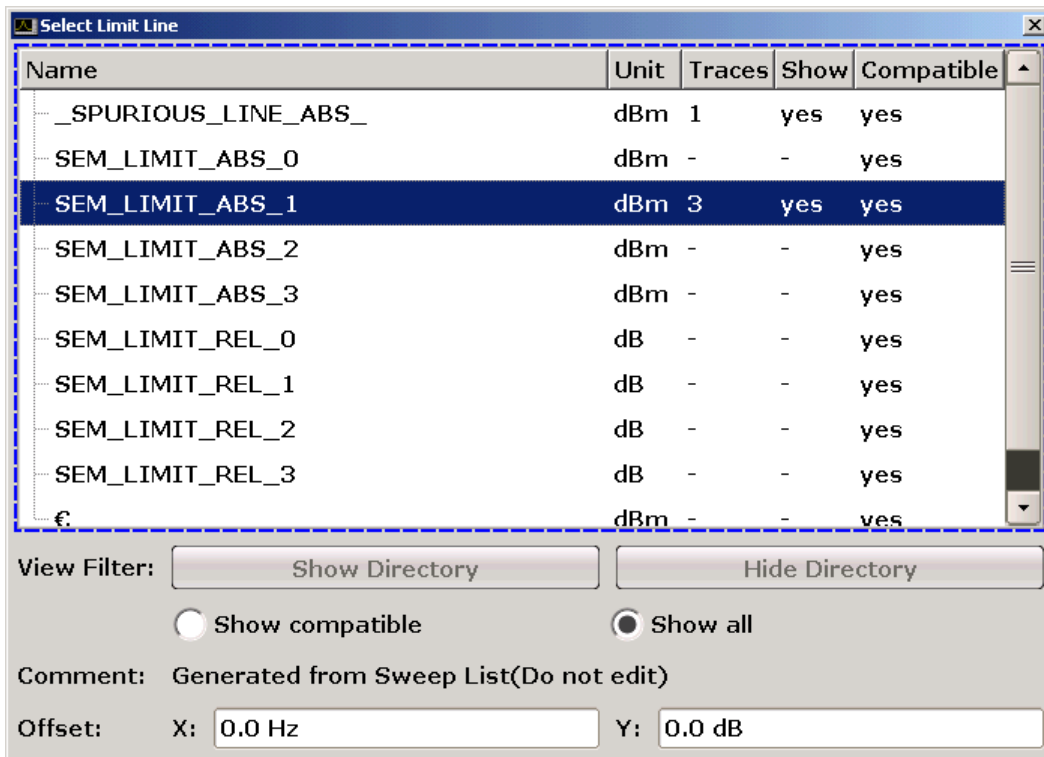 Select Limit Line
Name Unit Traces Show Compatible
_SPURIOUS_LINE_ABS_ dBm 1 yes yes
SEM_LIMIT_ABS_0 dBm - - yes
SEM_LIMIT_ABS_1 dBm 3 yes yes
SEM_LIMIT_ABS_2 dBm - - yes
SEM_LIMIT_ABS_3 dBm - - yes
SEM_LIMIT_REL_0 dB - - yes
SEM_LIMIT_REL_1 dB - - yes
SEM_LIMIT_REL_2 dB - - yes
SEM_LIMIT_REL_3 dB - - yes
€ dBm - - yes
View Filter: Show Directory Hide Directory
Show compatible Show all
Comment: Generated from Sweep List(Do not edit)
Offset: X: 0.0 Hz Y: 0.0 dB